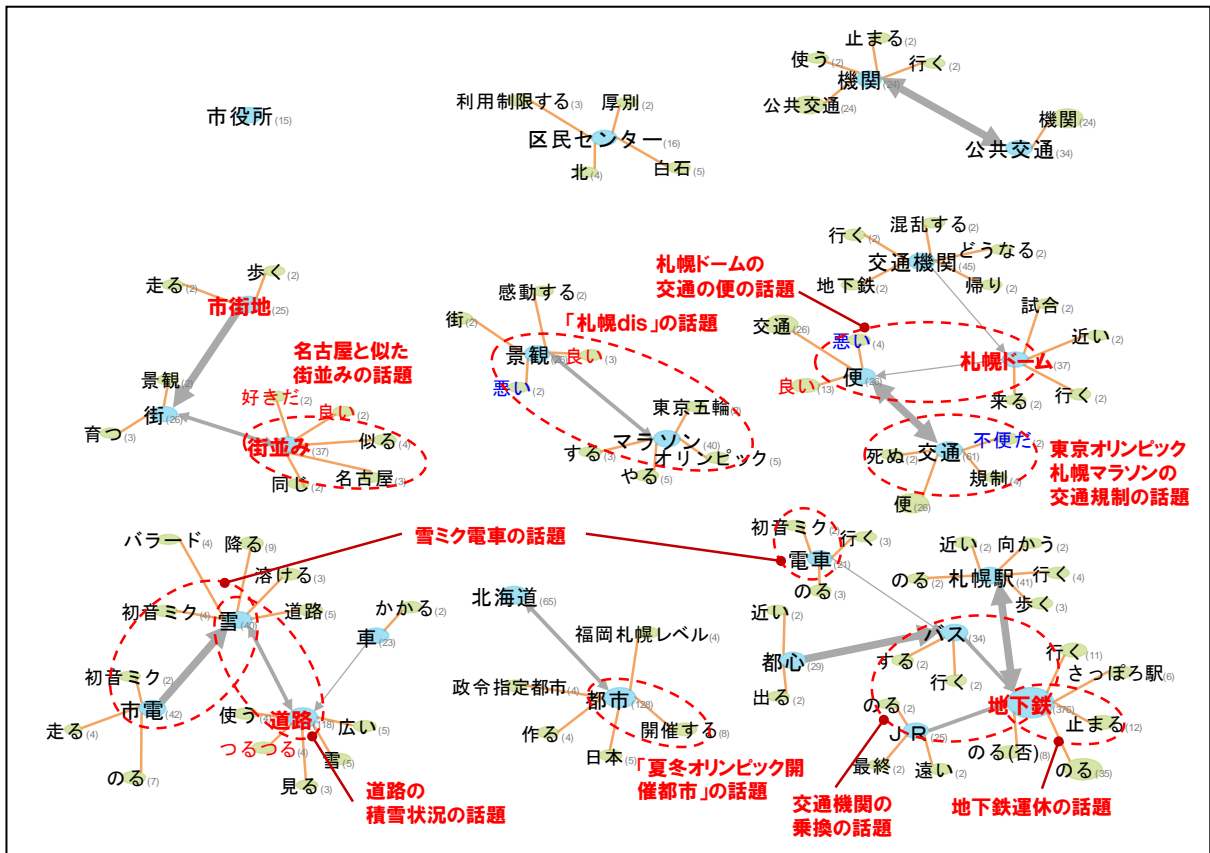 市役所(15)
利用制限する(3)
厚別(2)
区民センター(16)
北(4)
白石(5)
止まる(2)
使う(2)
行く(2)
機関(24)
公共交通(24)
機関(24)
公共交通(34)
歩く(2)
走る(2)
市街地(25)
名古屋と似た
街並みの話題
景観(2)
好きだ(2)
良い(2)
街(26)
育つ(3)
街並み(37)
似る(4)
名古屋(3)
同じ(2)
「札幌dis」の話題
感動する(2)
街(2)
景観(25)
良い(3)
悪い(2)
東京五輪
マラソン(40)
する(3)
オリンピック(5)
やる(5)
札幌ドームの
交通の便の話題
混乱する(2)
行く(2)
どうなる(2)
交通機関(45)
地下鉄(2)
帰り(2)
試合(2)
交通(26)
悪い(4)
近い(2)
札幌ドーム(37)
良い(13)
便
来る(2)
行く(2)
不便だ(2)
死ぬ(2)
交通(61)
規制(4)
便(26)
東京オリンピック
札幌マラソンの
交通規制の話題
雪ミク電車の話題
バラード(4)
降る(9)
溶ける(3)
初音ミク(4)
雪(40)
道路(5)
かかる(2)
車(23)
初音ミク(2)
市電(42)
走る(4)
のる(7)
使う
道路
広い(5)
つるつる(4)
雪(5)
見る(3)
道路の
積雪状況の話題
北海道(65)
福岡札幌レベル(4)
政令指定都市(4)
都市(128)
作る(4)
開催する(8)
日本(5)
「夏冬オリンピック開
催都市」の話題
初音ミク(2)
行く(3)
電車(21)
のる(3)
近い(2)
向かう(2)
のる(2)
札幌駅(41)
行く(4)
歩く(3)
近い(2)
バス(34)
都心(29)
する(2)
行く(2)
出る(2)
行く(11)
さっぽろ駅(6)
のる(2)
地下鉄(376)
止まる(12)
JR(25)
のる(否)(8)
のる(35)
最終(2)
遠い(2)
交通機関の
乗換の話題
地下鉄運休の話題